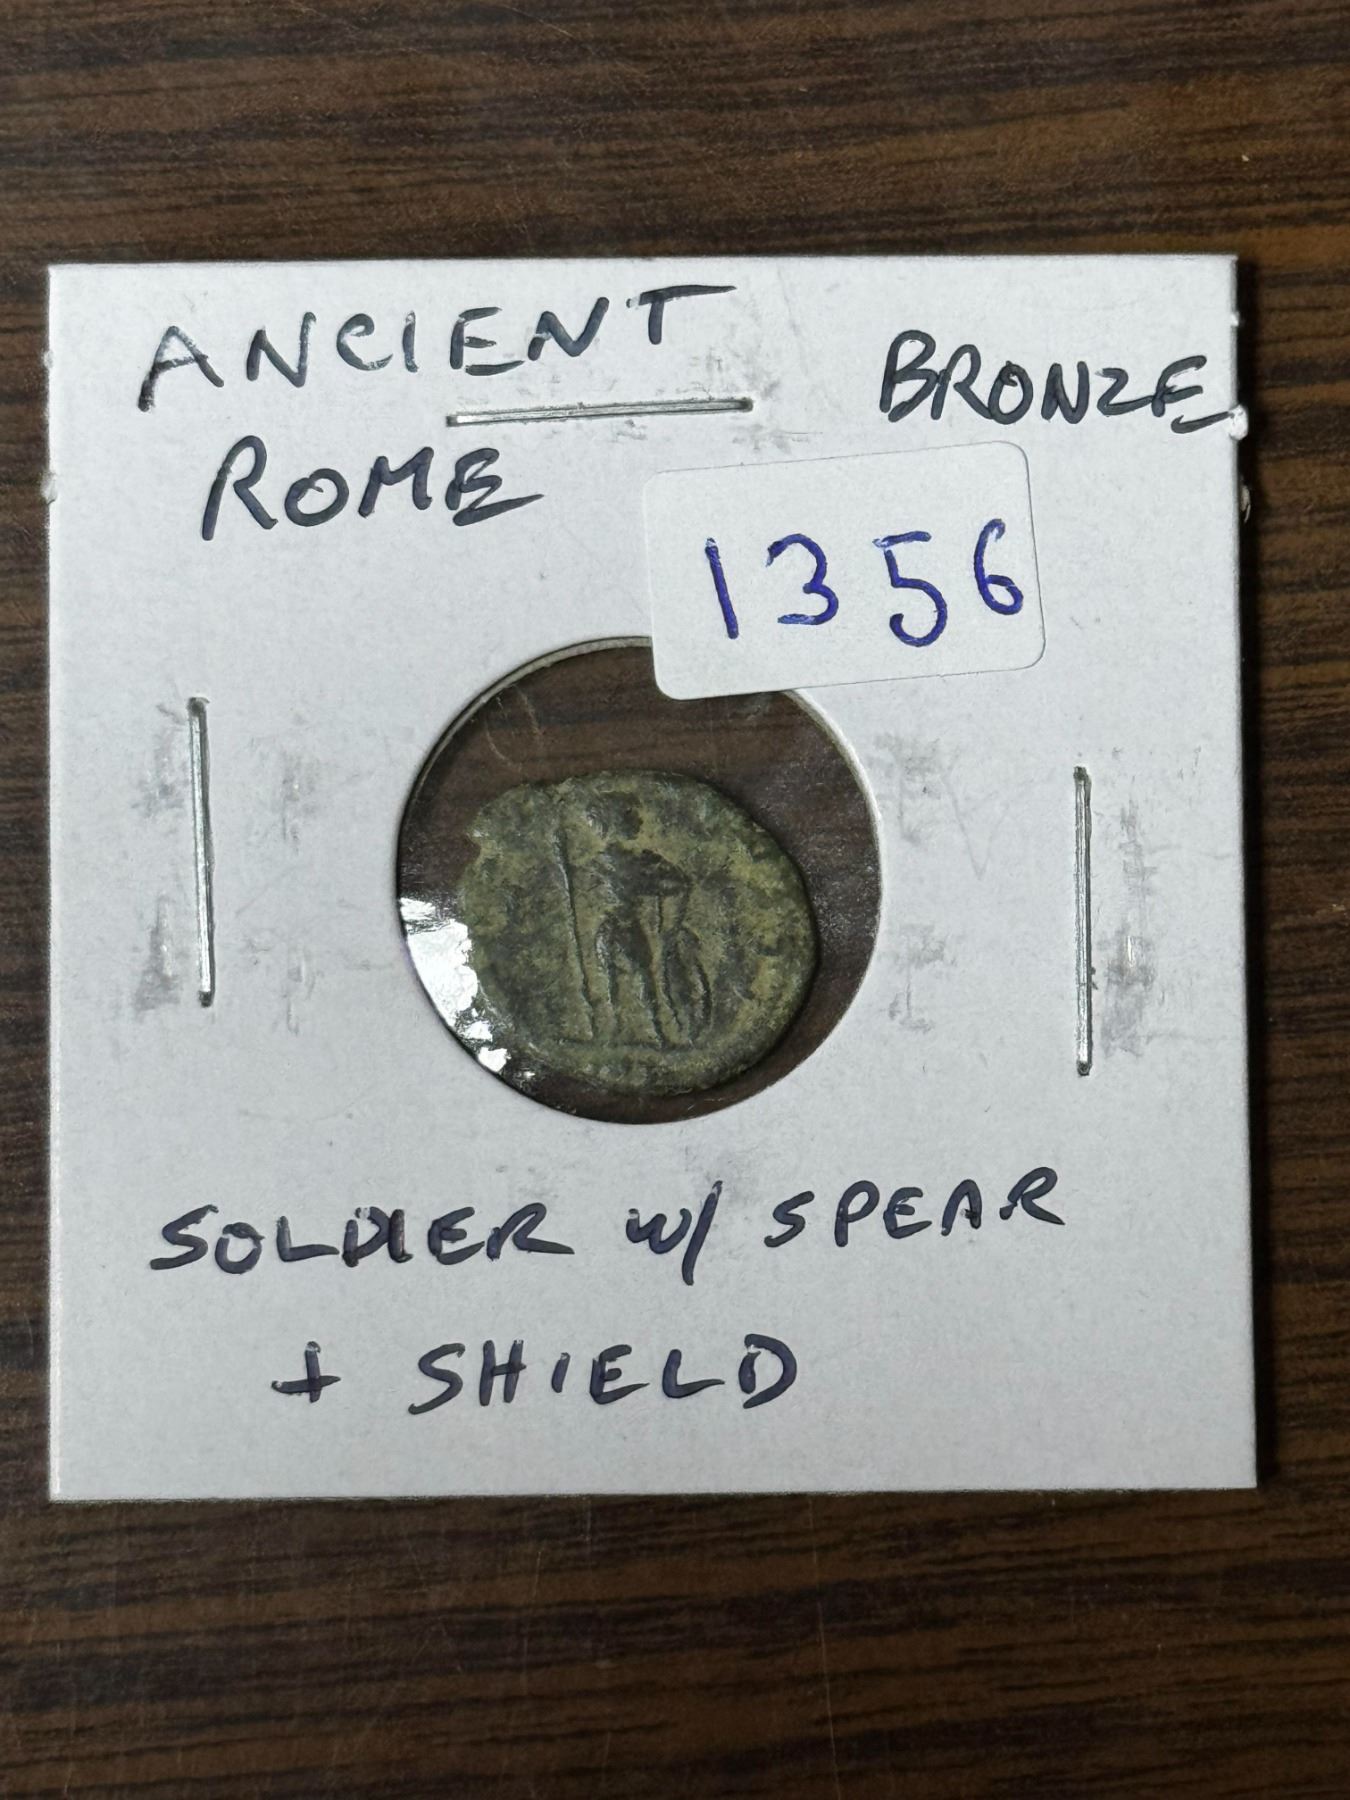 ANCIENT
ROME
BRONZE
1356
SOLDIER W/ SPEAR
+ SHIELD